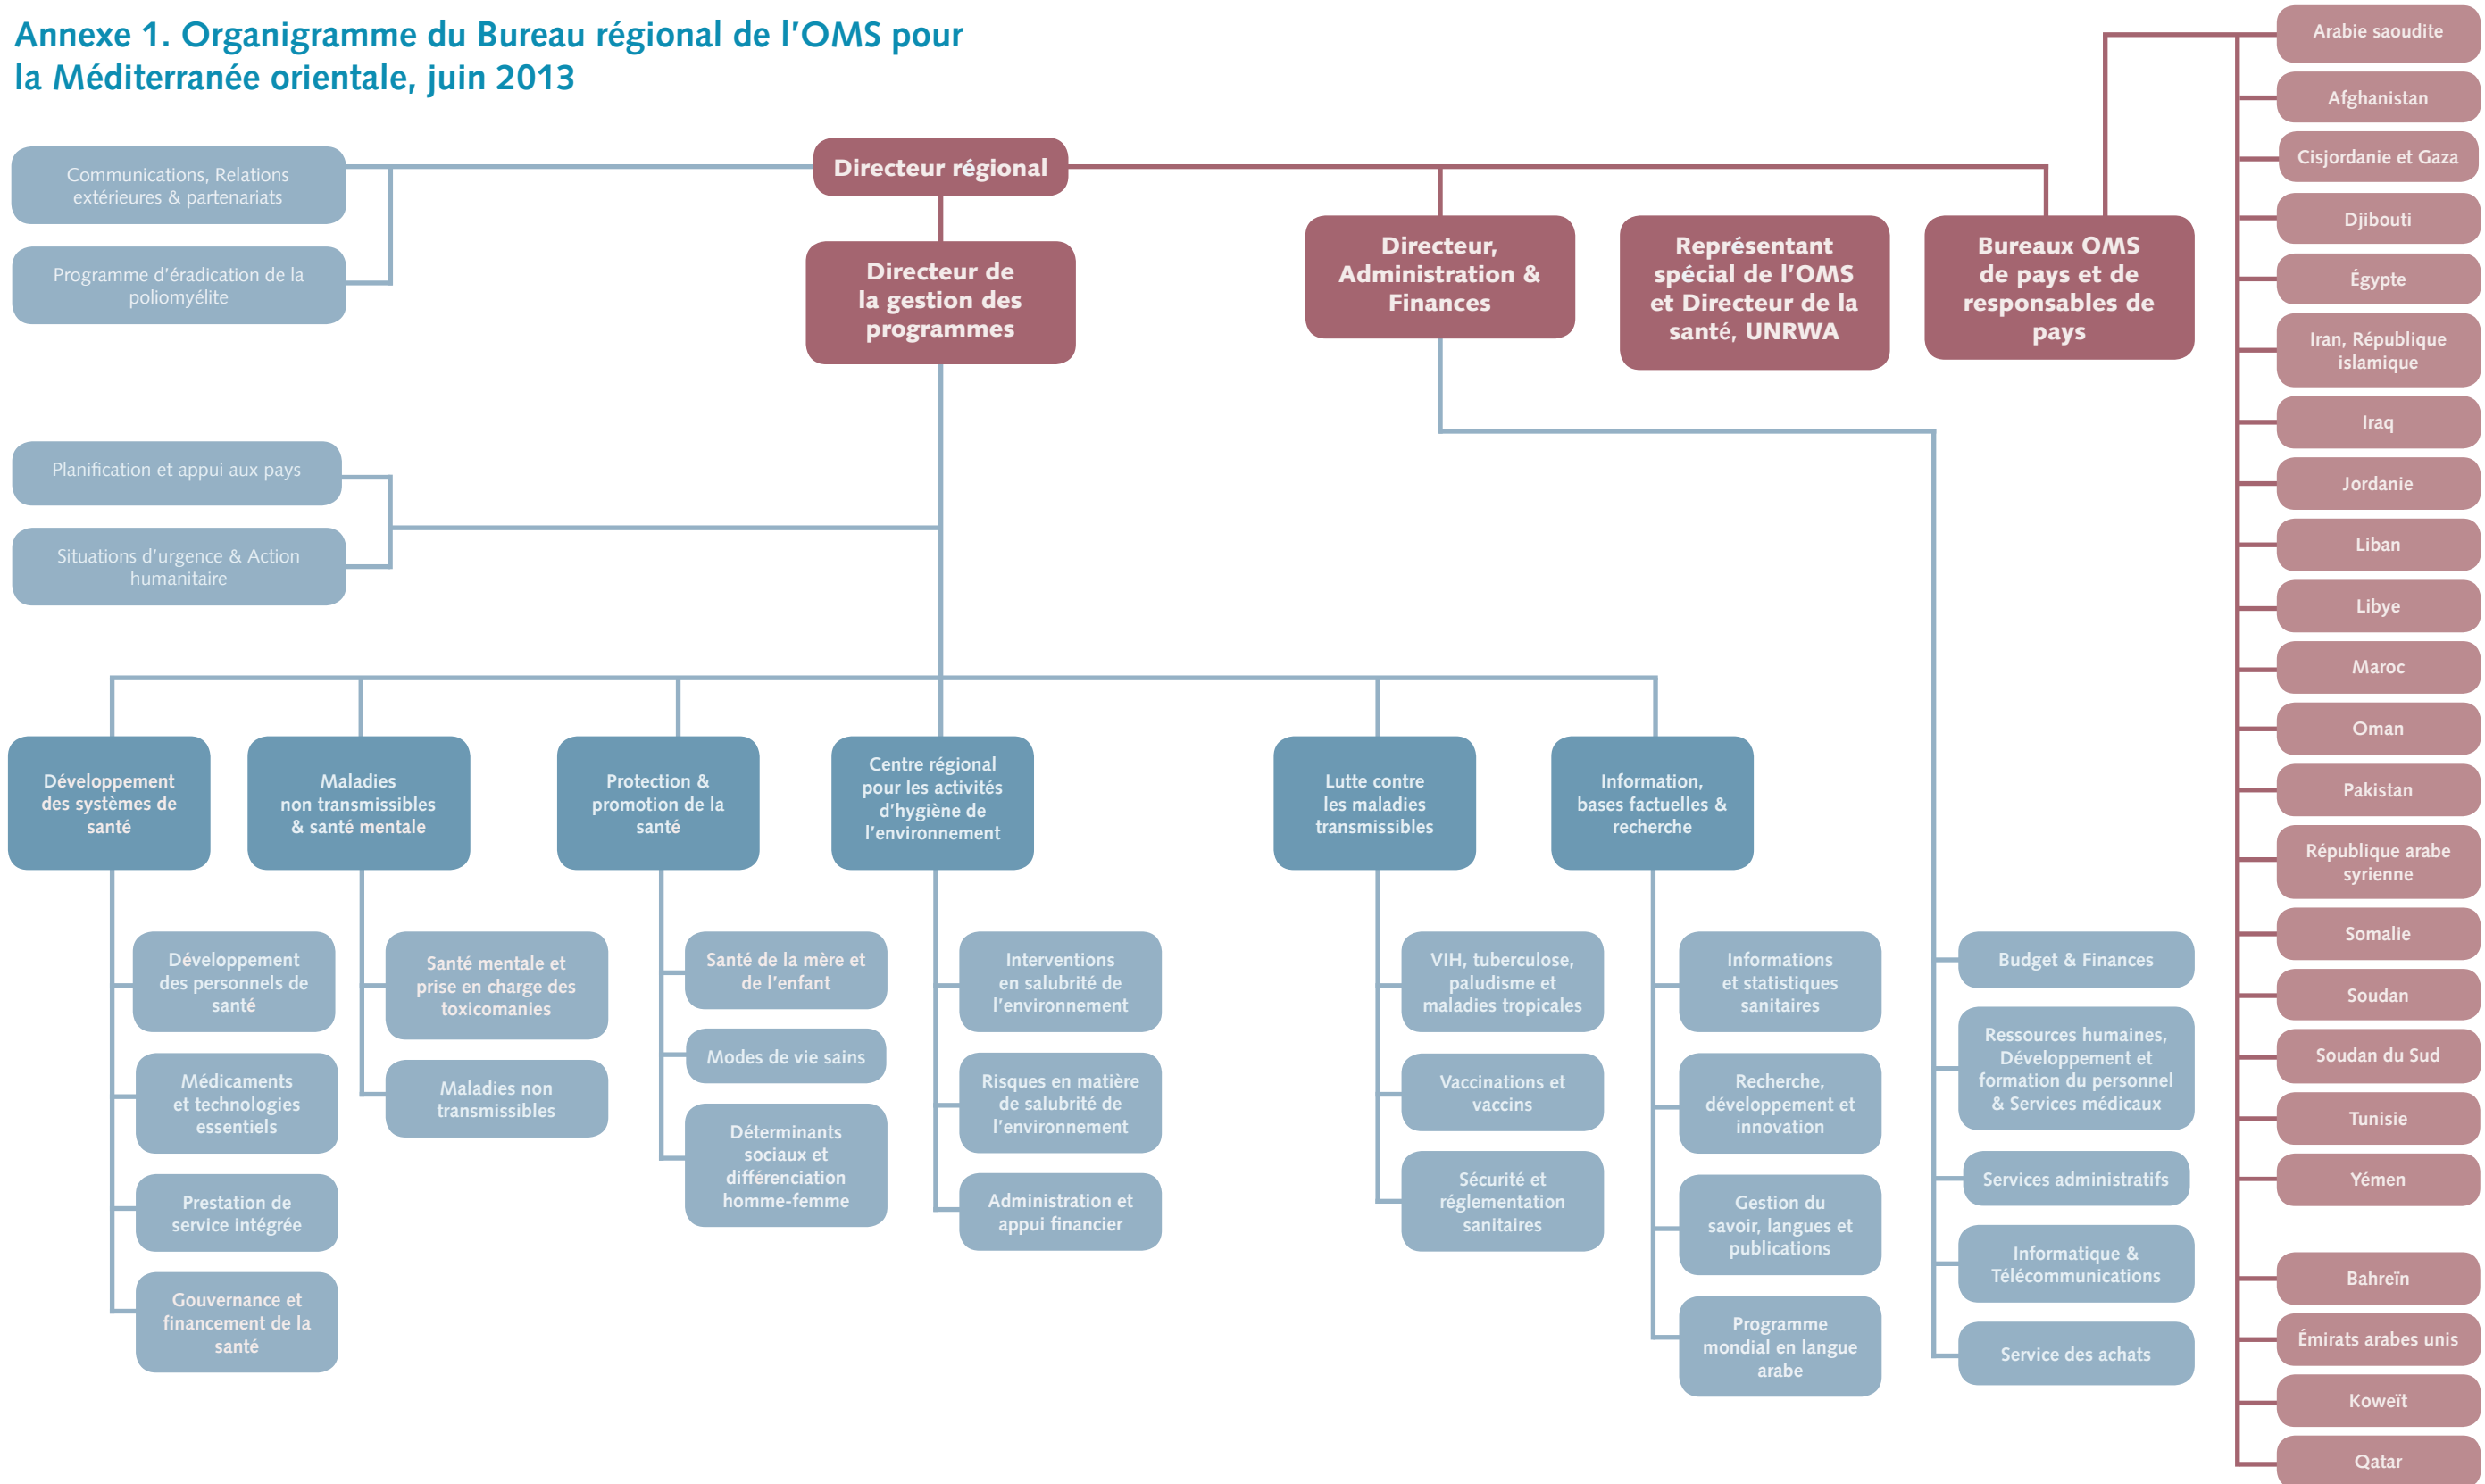 Annexe 1. Organigramme du Bureau régional de l'OMS pour
la Méditerranée orientale, juin 2013
Communications, Relations
extérieures & partenariats
Programme d'éradication de la
poliomyélite
Directeur régional
Directeur de
la gestion des
programmes
Directeur,
Administration &
Finances
Représentant
spécial de l'OMS
et Directeur de la
santé, UNRWA
Bureaux OMS
de pays et de
responsables de
pays
Planification et appui aux pays
Situations d'urgence & Action
humanitaire
Développement
des systèmes de
santé
Développement
des personnels de
santé
Médicaments
et technologies
essentiels
Prestation de
service intégrée
Gouvernance et
financement de la
santé
Maladies
non transmissibles
& santé mentale
Santé mentale et
prise en charge des
toxicomanies
Maladies non
transmissibles
Protection &
promotion de la
santé
Santé de la mère et
de l'enfant
Modes de vie sains
Déterminants
sociaux et
différenciation
homme-femme
Centre régional
pour les activités
d'hygiène de
l'environnement
Interventions
en salubrité de
l'environnement
Risques en matière
de salubrité de
l'environnement
Administration et
appui financier
Lutte contre
les maladies
transmissibles
VIH, tuberculose,
paludisme et
maladies tropicales
Vaccinations et
vaccins
Sécurité et
réglementation
sanitaires
Information,
bases factuelles &
recherche
Informations
et statistiques
sanitaires
Recherche,
développement et
innovation
Gestion du
savoir, langues et
publications
Programme
mondial en langue
arabe
Budget & Finances
Ressources humaines,
Développement et
formation du personnel
& Services médicaux
Services administratifs
Informatique &
Télécommunications
Service des achats
Arabie saoudite
Afghanistan
Cisjordanie et Gaza
Djibouti
Égypte
Iran, République
islamique
Iraq
Jordanie
Liban
Libye
Maroc
Oman
Pakistan
République arabe
syrienne
Somalie
Soudan
Soudan du Sud
Tunisie
Yémen
Bahreïn
Émirats arabes unis
Koweït
Qatar